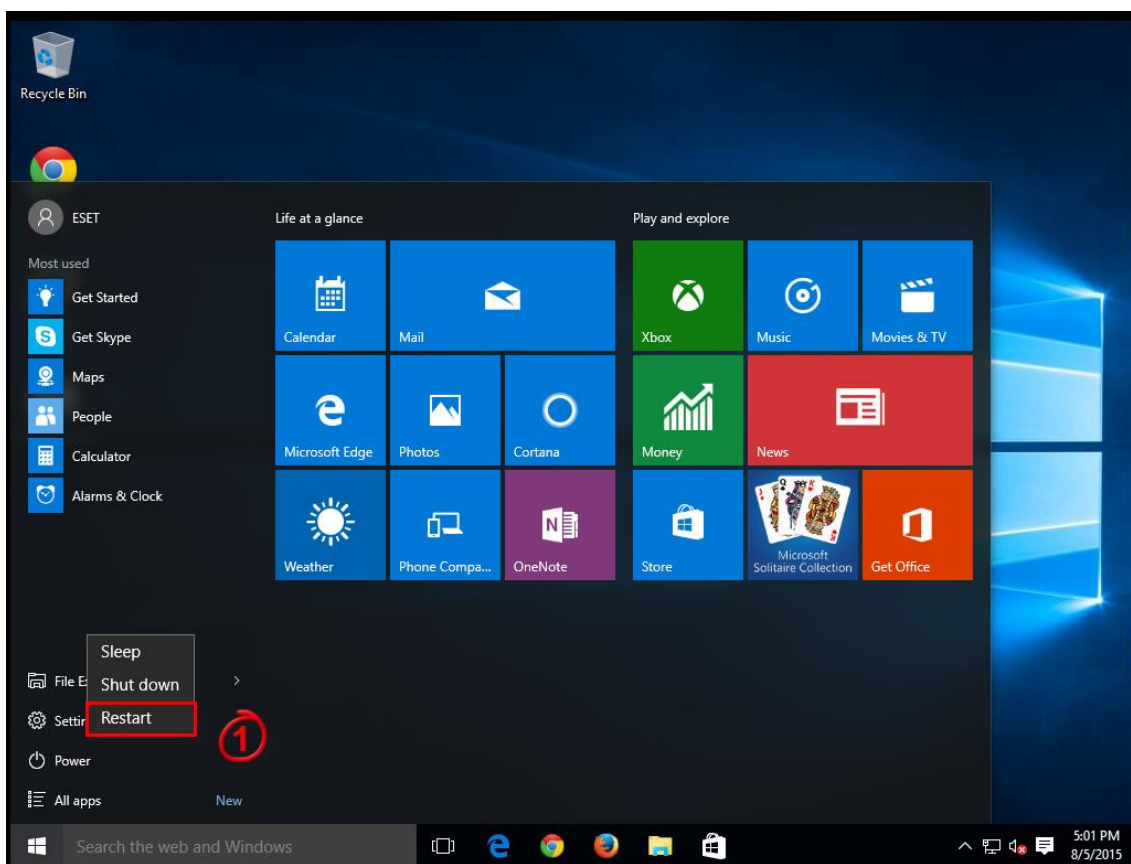 Recycle Bin
ESET
Life at a glance
Play and explore
Most used
Get Started
Get Skype
Maps
People
Calculator
Alarms & Clock
Calendar
Mail
Xbox
Music
Movies & TV
Microsoft Edge
Photos
Cortana
Money
News
Weather
Phone Compa...
OneNote
Store
Microsoft
Solitaire Collection
Get Office
Sleep
File E
Shut down
Settin
Restart
1
Power
All apps
New
Search the web and Windows
5:01 PM
8/5/2015